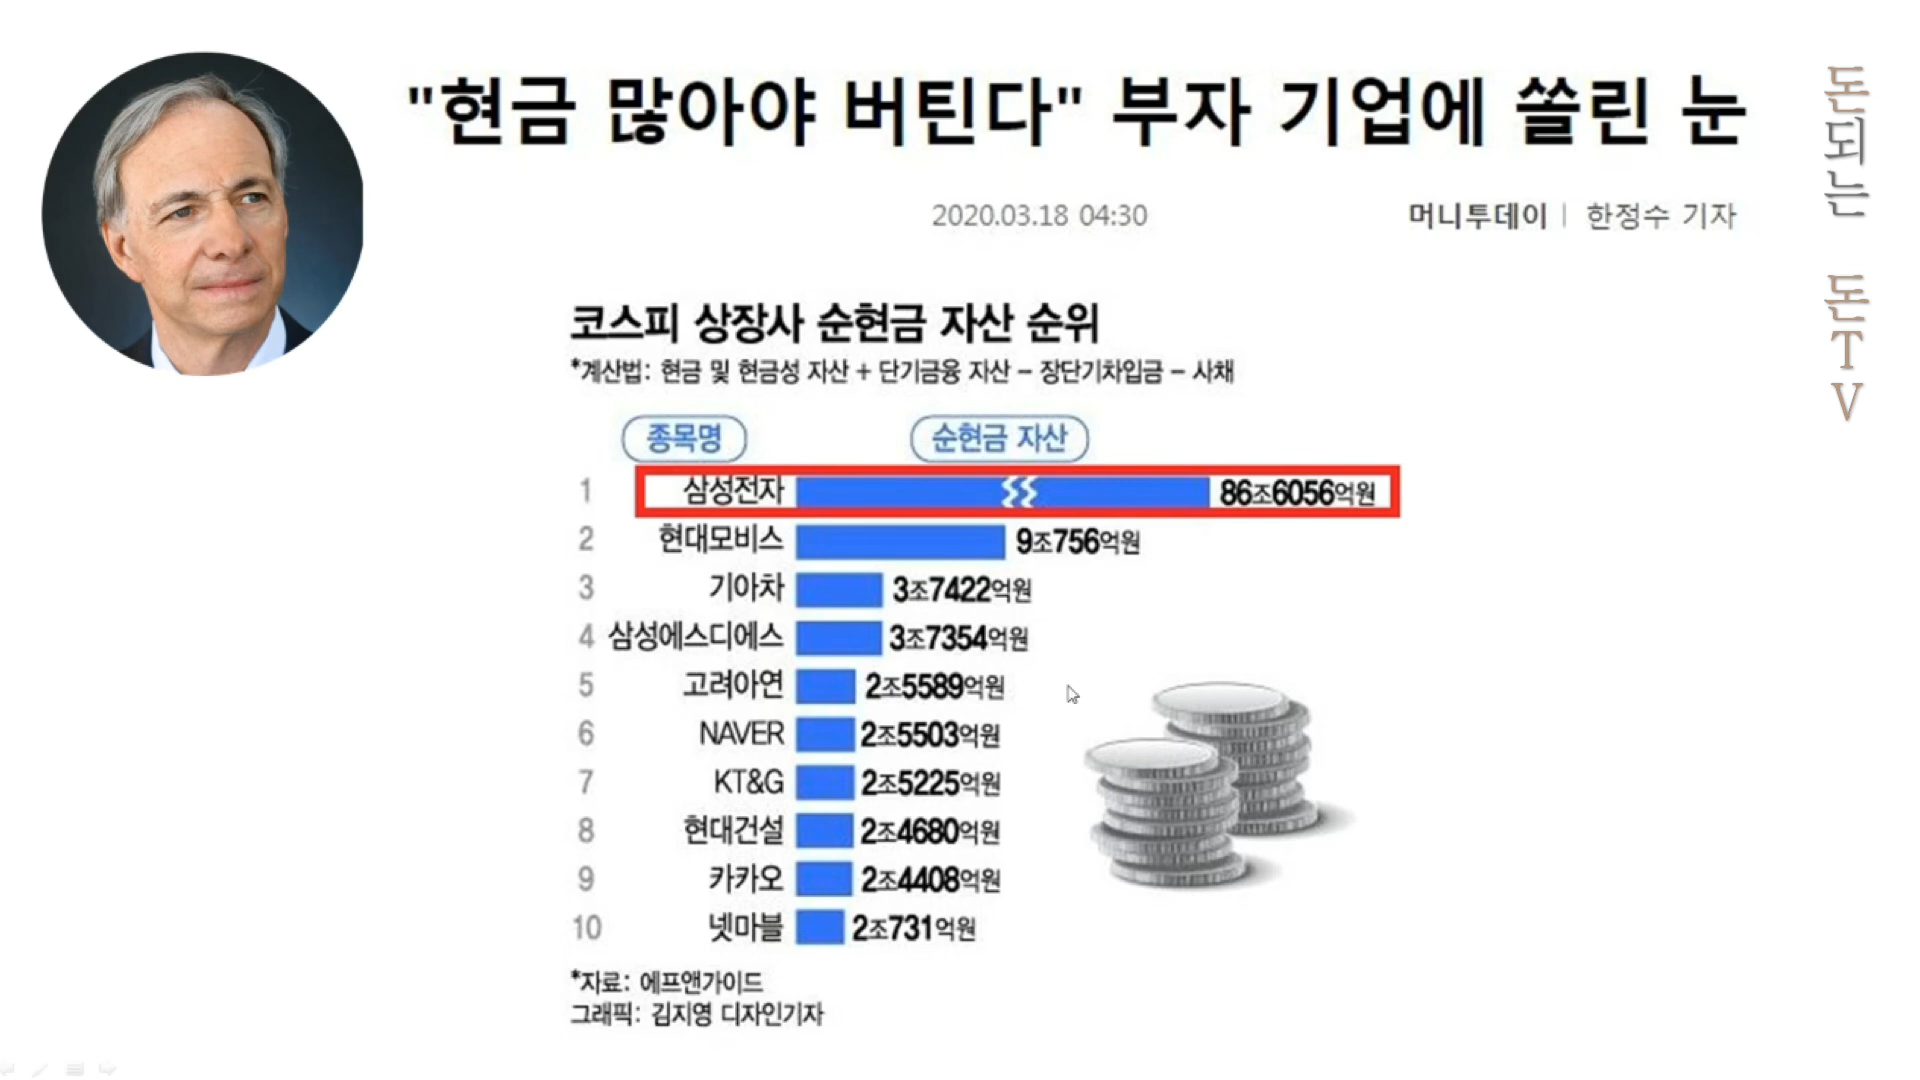 "현금 많아야 버틴다" 부자 기업에 쏠린 눈
2020.03.18 04:30
머니투데이 | 한정수 기자
돈되는 돈TV
코스피 상장사 순현금 자산 순위
*계산법: 현금 및 현금성 자산 + 단기금융 자산 - 장단기차입금 - 사채
종목명 순현금 자산
1 삼성전자 86조6056억원
2 현대모비스 9조756억원
3 기아차 3조7422억원
4 삼성에스디에스 3조7354억원
5 고려아연 2조5589억원
6 NAVER 2조5503억원
7 KT&G 2조5225억원
8 현대건설 2조4680억원
9 카카오 2조4408억원
10 넷마블 2조731억원
*자료: 에프앤가이드
그래픽: 김지영 디자인기자